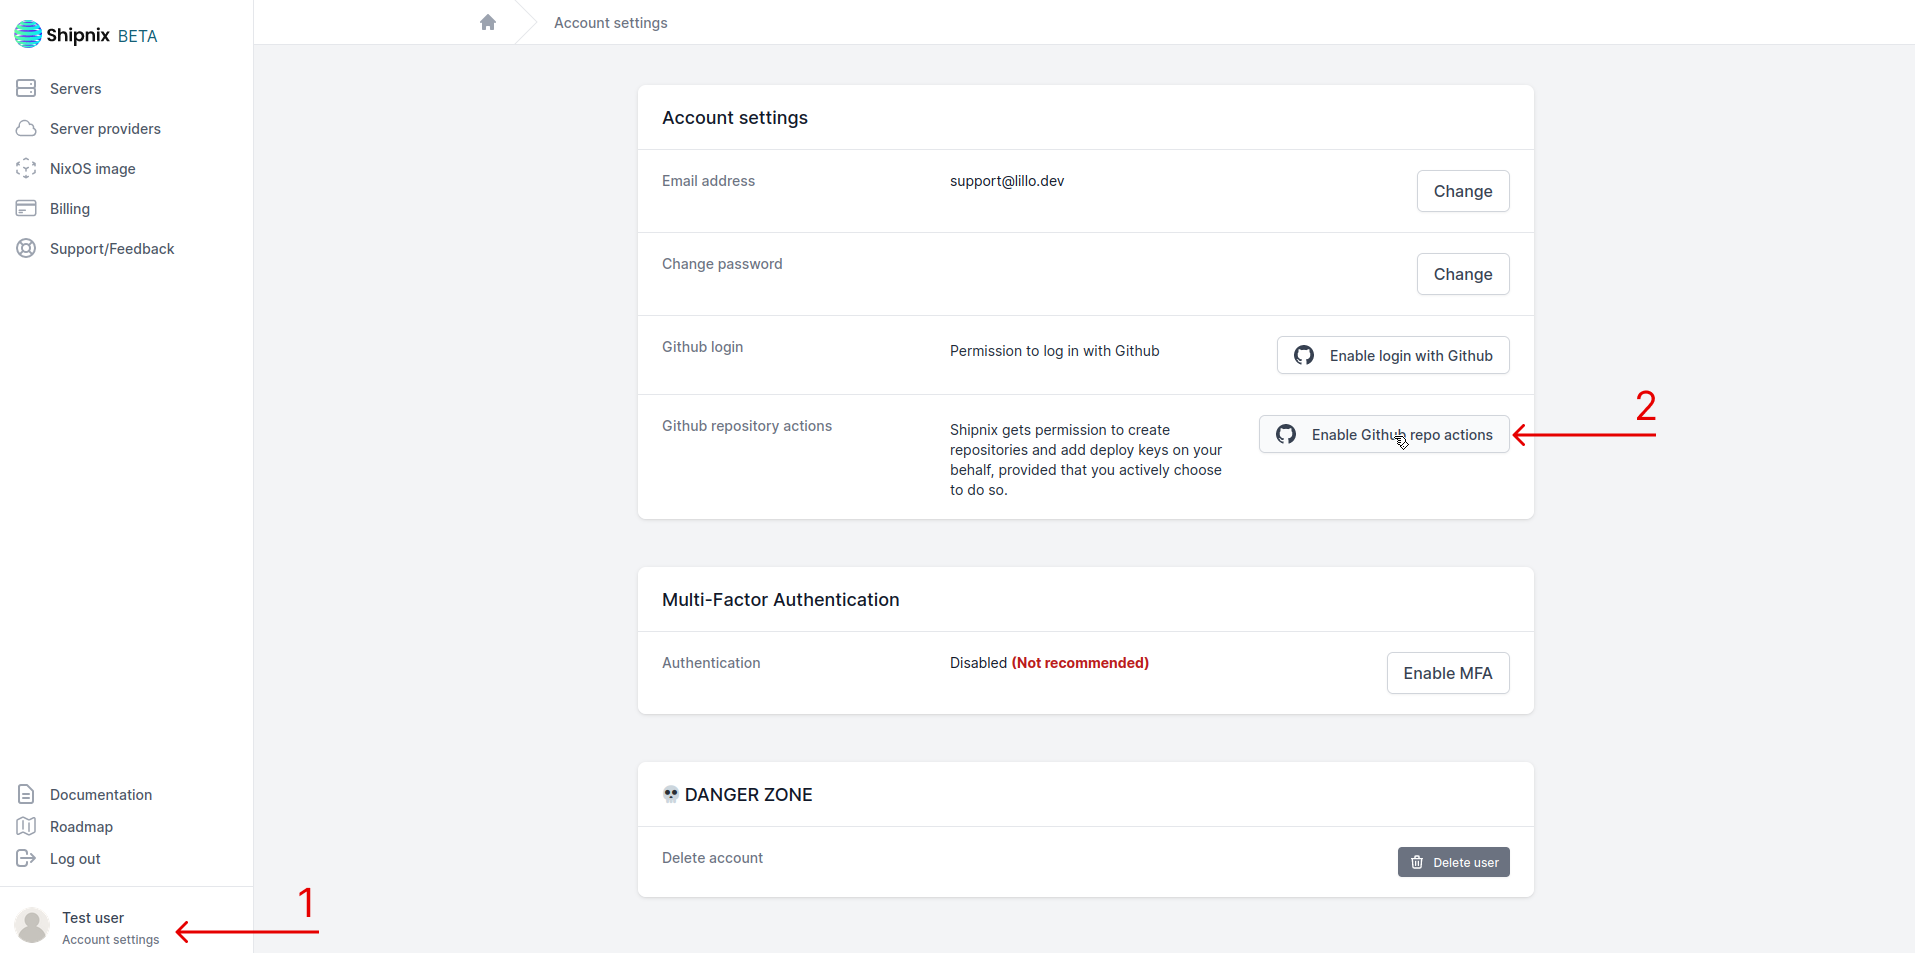 Shipnix BETA
Servers
Server providers
NixOS image
Billing
Support/Feedback
Documentation
Roadmap
Log out
Test user
Account settings
1
Account settings
Account settings
Email address
support@lillo.dev
Change
Change password
Change
Github login
Permission to log in with Github
Enable login with Github
Github repository actions
Shipnix gets permission to create
repositories and add deploy keys on your
behalf, provided that you actively choose
to do so.
Enable Github repo actions
2
Multi-Factor Authentication
Authentication
Disabled (Not recommended)
Enable MFA
DANGER ZONE
Delete account
Delete user